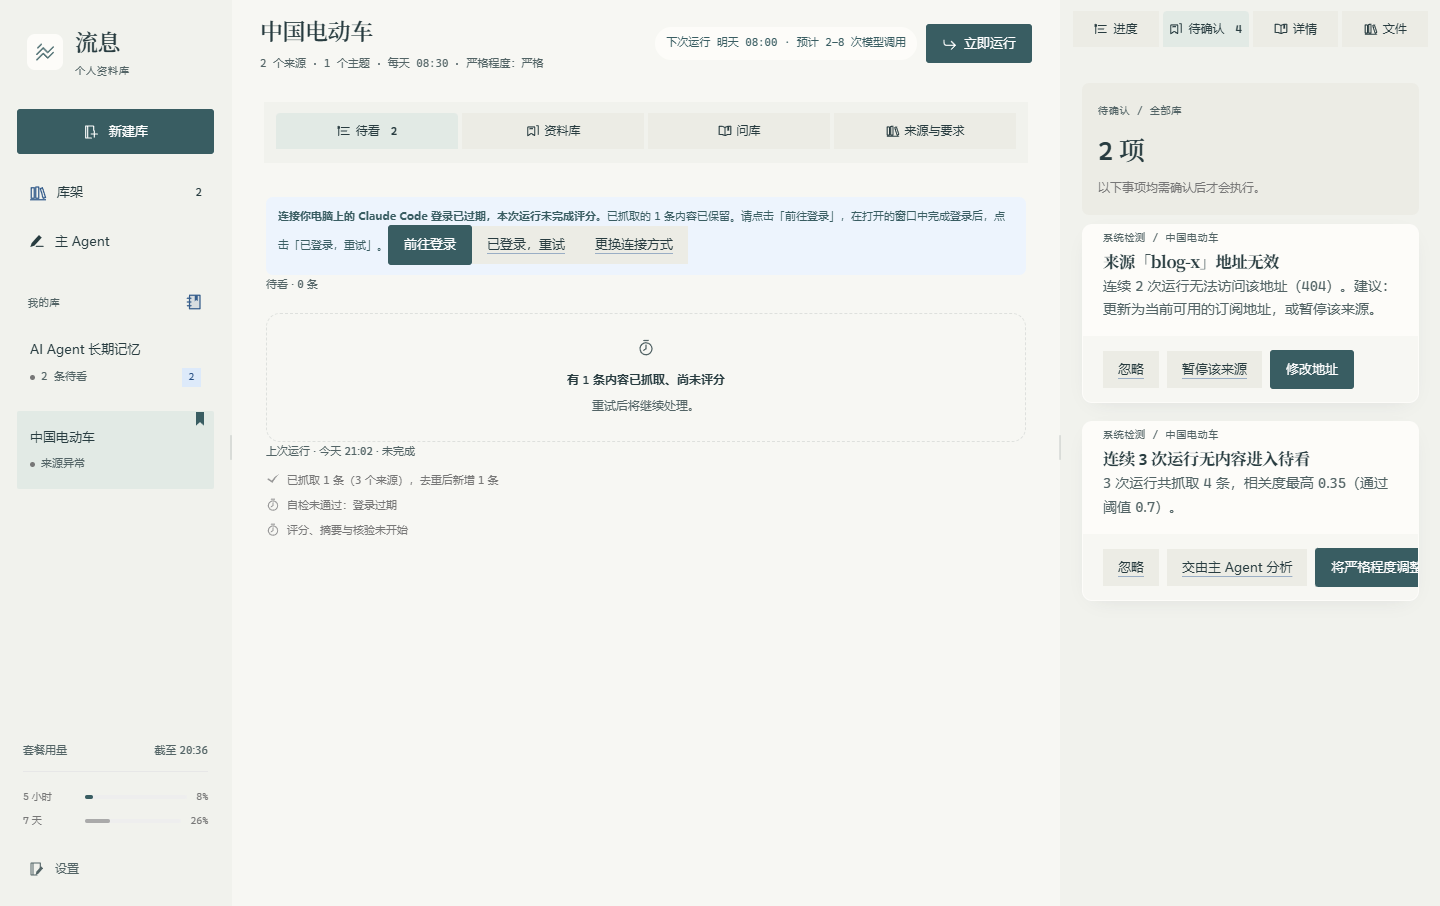 流息
个人资料库
新建库
库架 2
主 Agent
我的库
AI Agent 长期记忆
2 条待看 2
中国电动车
来源异常
套餐用量 截至 20:36
5 小时 8%
7 天 26%
设置
中国电动车
2 个来源 · 1 个主题 · 每天 08:30 · 严格程度：严格
下次运行 明天 08:00 · 预计 2–8 次模型调用
立即运行
待看 2
资料库
问库
来源与要求
连接你电脑上的 Claude Code 登录已过期，本次运行未完成评分。已抓取的 1 条内容已保留。请点击「前往登录」，在打开的窗口中完成登录后，点
击「已登录，重试」。 前往登录 已登录，重试 更换连接方式
待看 · 0 条
有 1 条内容已抓取、尚未评分
重试后将继续处理。
上次运行 · 今天 21:02 · 未完成
已抓取 1 条（3 个来源），去重后新增 1 条
自检未通过：登录过期
评分、摘要与核验未开始
进度
待确认 4
详情
文件
待确认 / 全部库
2 项
以下事项均需确认后才会执行。
系统检测 / 中国电动车
来源「blog-x」地址无效
连续 2 次运行无法访问该地址（404）。建议：
更新为当前可用的订阅地址，或暂停该来源。
忽略 暂停该来源 修改地址
系统检测 / 中国电动车
连续 3 次运行无内容进入待看
3 次运行共抓取 4 条，相关度最高 0.35（通过
阈值 0.7）。
忽略 交由主 Agent 分析 将严格程度调整